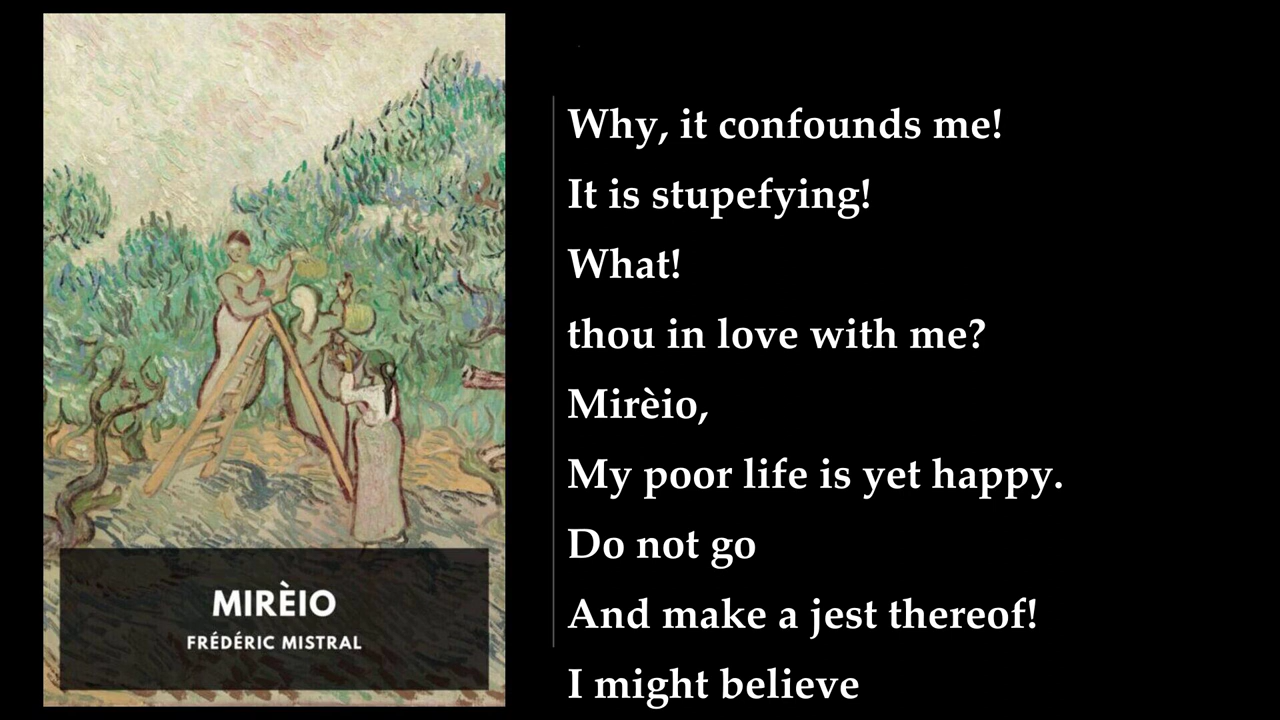 MIRÈIO
FRÉDÉRIC MISTRAL
Why, it confounds me!
It is stupefying!
What!
thou in love with me?
Mirèio,
My poor life is yet happy.
Do not go
And make a jest thereof!
I might believe